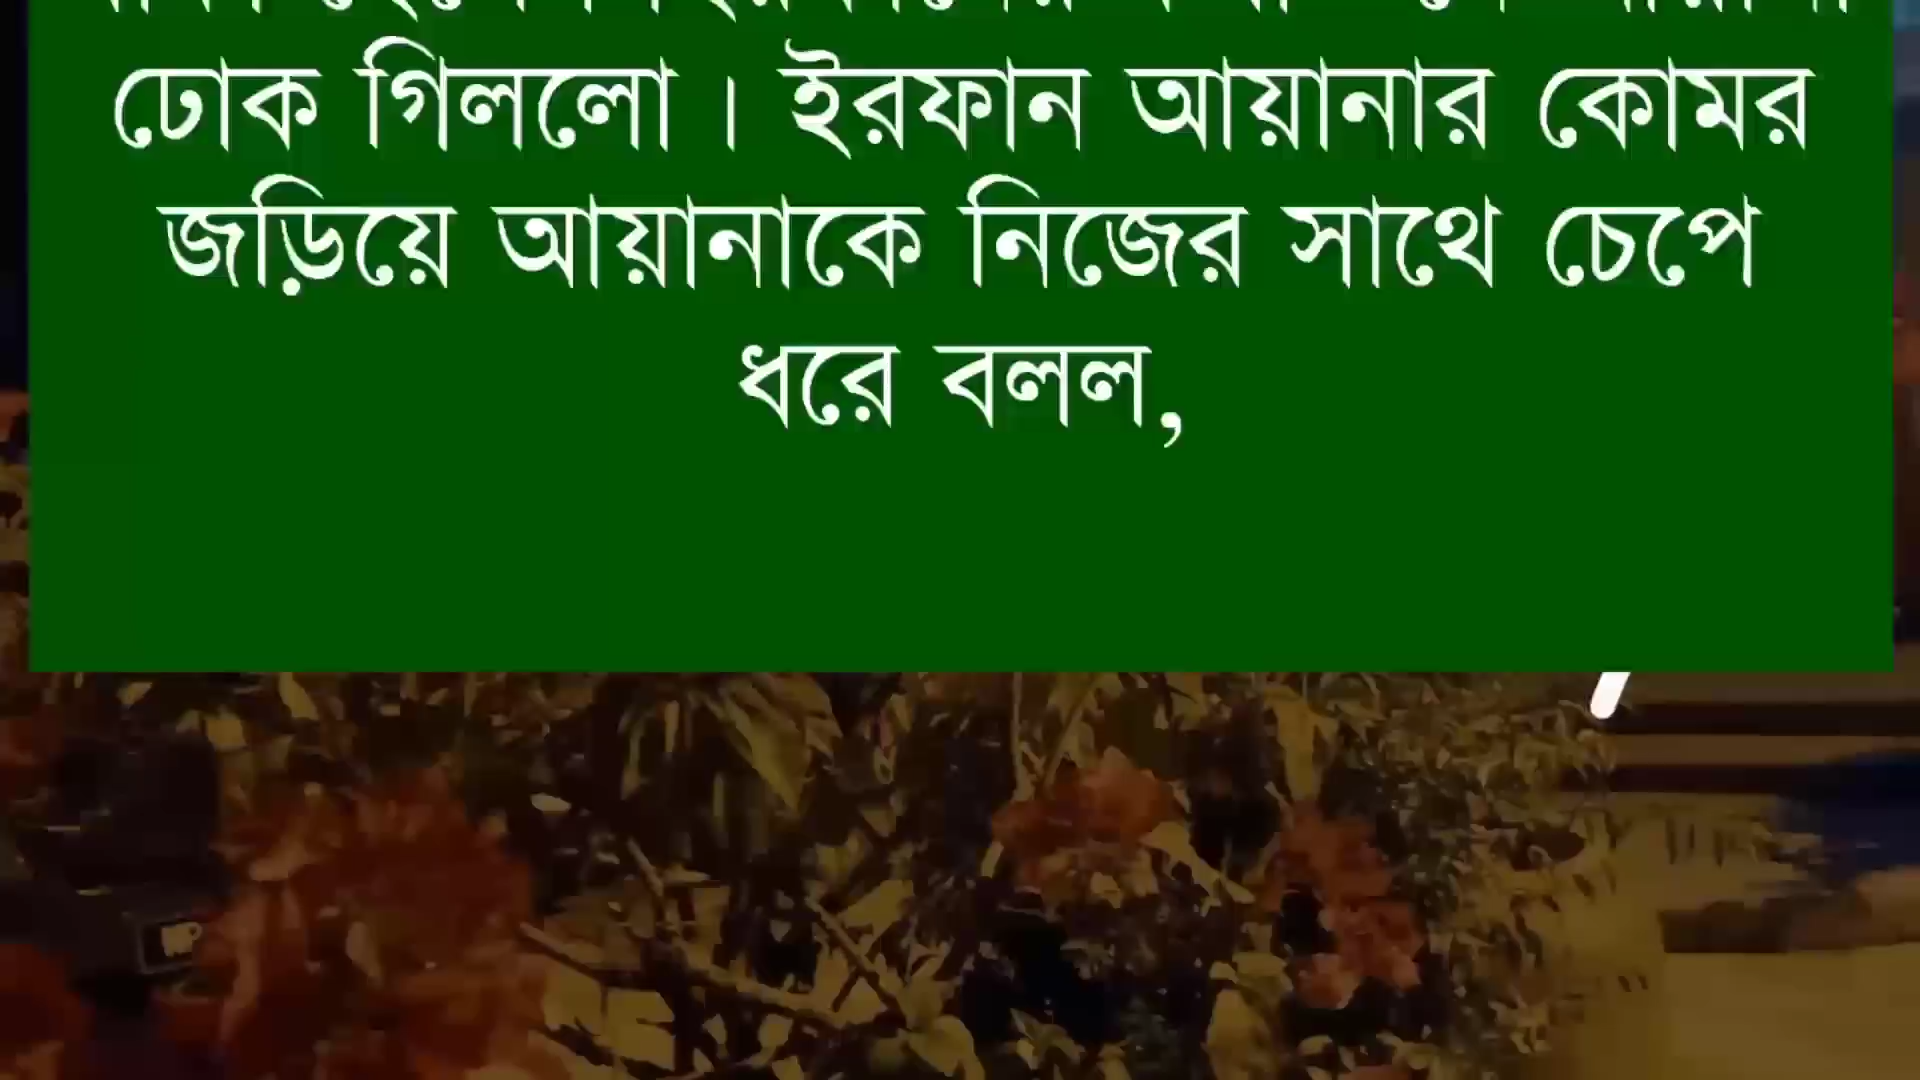 ঢোক গিললো । ইরফান আয়ানার কোমর
জড়িয়ে আয়ানাকে নিজের সাথে চেপে
ধরে বলল,